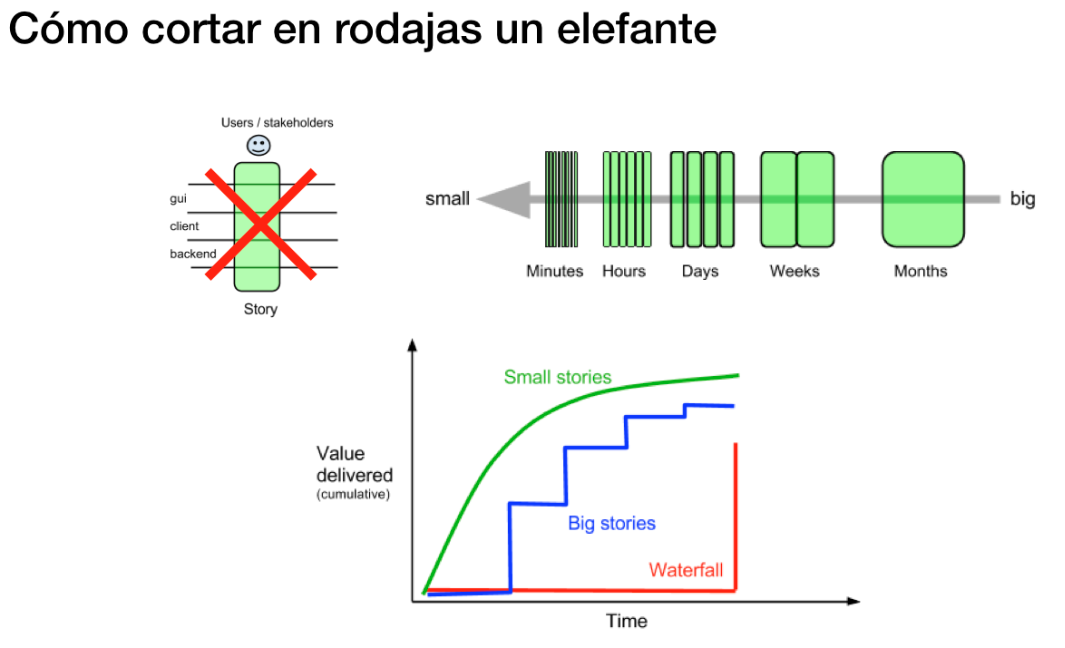 Cómo cortar en rodajas un elefante
Users / stakeholders
gui
client
backend
Story
small
big
Minutes
Hours
Days
Weeks
Months
Small stories
Value
delivered
(cumulative)
Big stories
Waterfall
Time